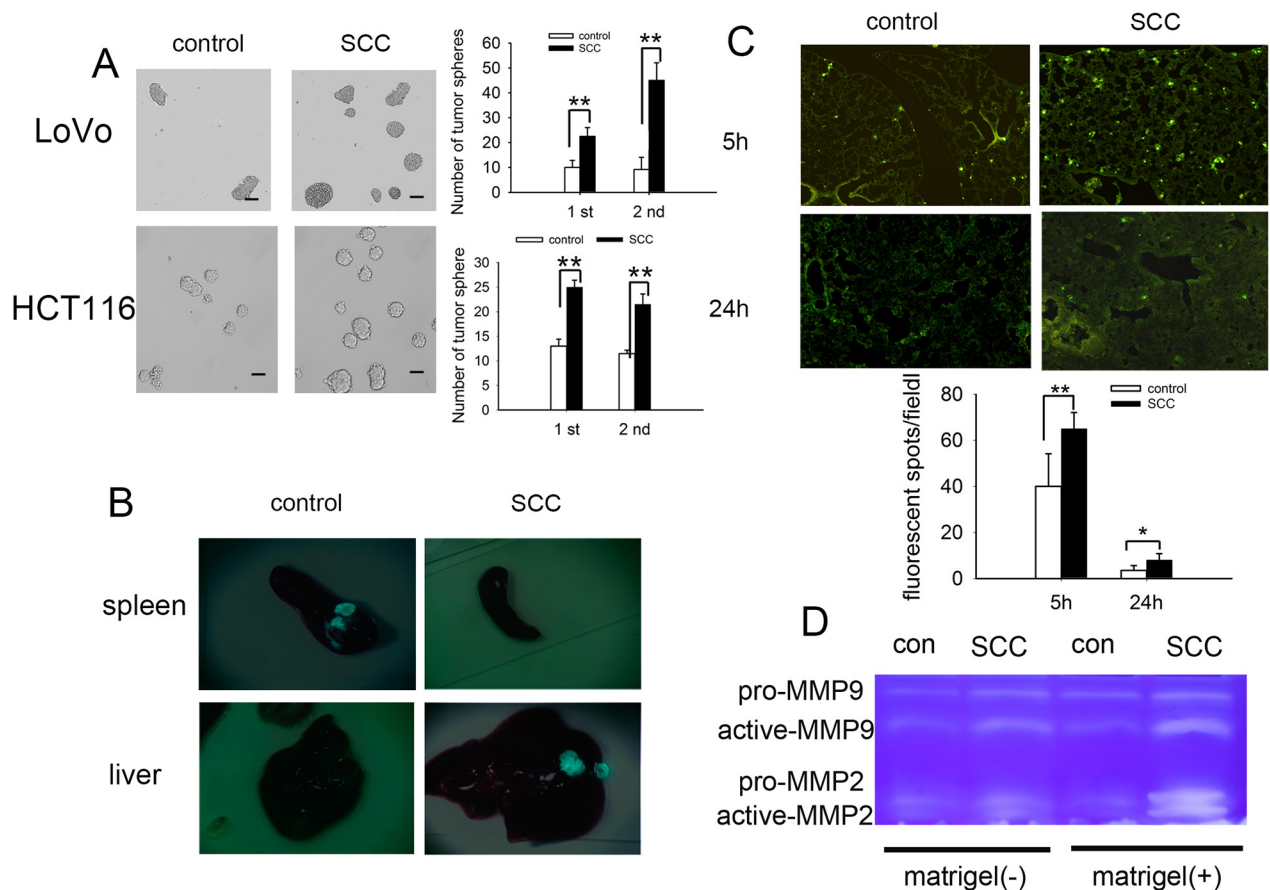 A
control
SCC
LoVo
HCT116
Number of tumor spheres
control
SCC
60
50
40
30
20
10
0
**
**
1 st
2 nd
Number of tumor sphere
control
SCC
30
25
20
15
10
15
0
**
**
1 st
2 nd
C
control
SCC
5h
24h
fluorescent spots/fieldl
control
SCC
80
60
40
20
0
**
*
5h
24h
B
control
SCC
spleen
liver
D
con
SCC
con
SCC
pro-MMP9
active-MMP9
pro-MMP2
active-MMP2
matrigel(-)
matrigel(+)